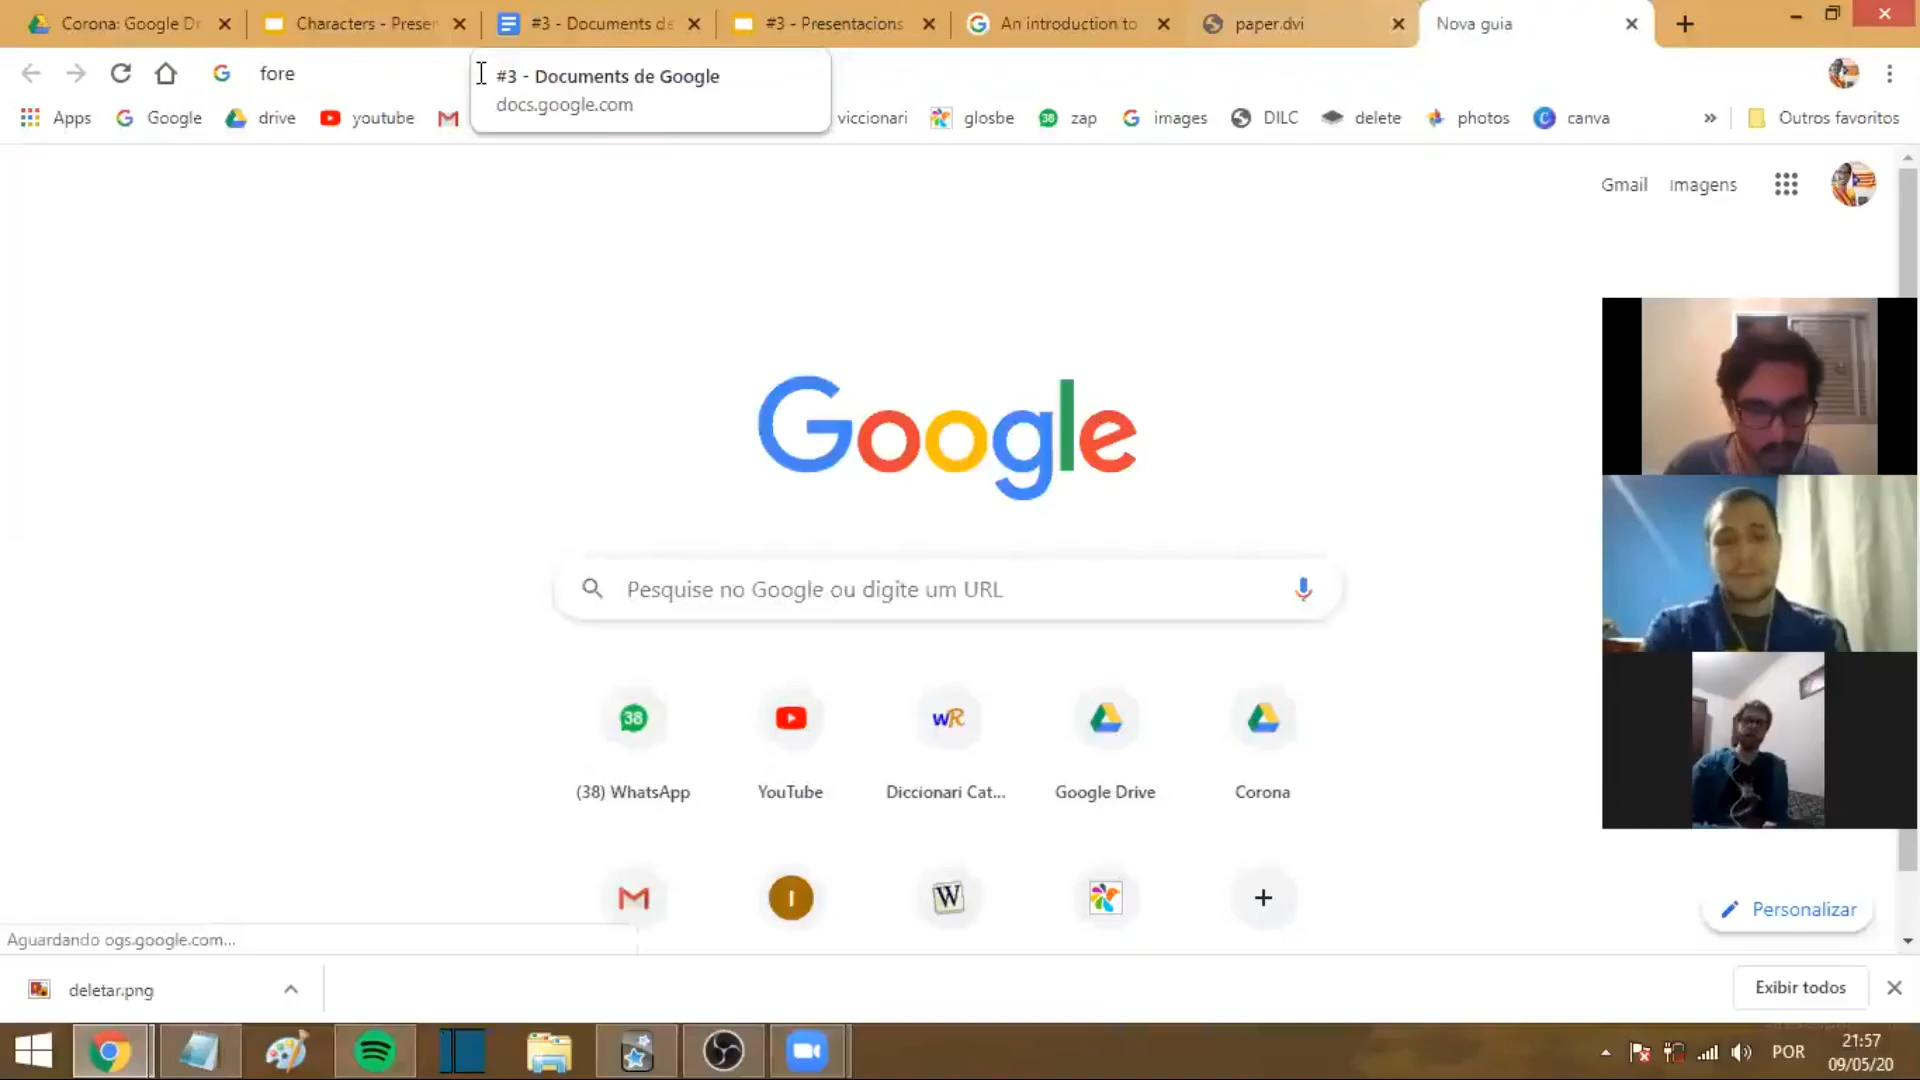 Corona: Google Dr
Characters - Preser
#3 - Documents de
#3 - Presentacions
An introduction to
paper.dvi
Nova guia
fore
#3 - Documents de Google
docs.google.com
Apps
Google
drive
youtube
viccionari
glosbe
38
zap
images
DILC
delete
photos
canva
»
Outros favoritos
Gmail
Imagens
Google
Pesquise no Google ou digite um URL
38
wR
(38) WhatsApp
YouTube
Diccionari Cat...
Google Drive
Corona
I
W
Personalizar
Aguardando ogs.google.com...
deletar.png
Exibir todos
POR
21:57
09/05/20